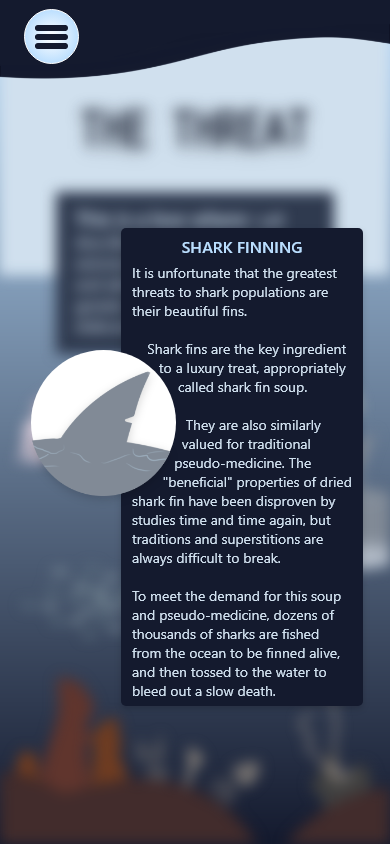 THE THREAT
SHARK FINNING
It is unfortunate that the greatest
threats to shark populations are
their beautiful fins.
Shark fins are the key ingredient
to a luxury treat, appropriately
called shark fin soup.
They are also similarly
valued for traditional
pseudo-medicine. The
"beneficial" properties of dried
shark fin have been disproven by
studies time and time again, but
traditions and superstitions are
always difficult to break.
To meet the demand for this soup
and pseudo-medicine, dozens of
thousands of sharks are fished
from the ocean to be finned alive,
and then tossed to the water to
bleed out a slow death.